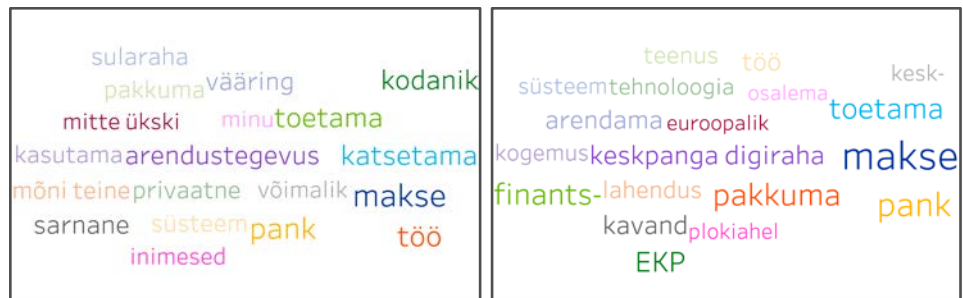 sularaha
pakkuma vääring kodanik
mitte ükski minu toetama
kasutama arendustegevus katsetama
mõni teine privaatne võimalik makse
sarnane süsteem pank töö
inimesed
teenus töö kesk-
süsteem tehnoloogia osalema toetama
arendama euroopalik
kogemus keskpanga digiraha makse
finants- lahendus pakkuma pank
kavand plokiahel
EKP